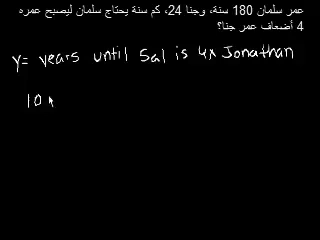 عمر سلمان 180 سنة، وجنا 24، كم سنة يحتاج سلمان ليصبح عمره
4 أضعاف عمر جنا؟
y= years until Sal is 4x Jonathan
10